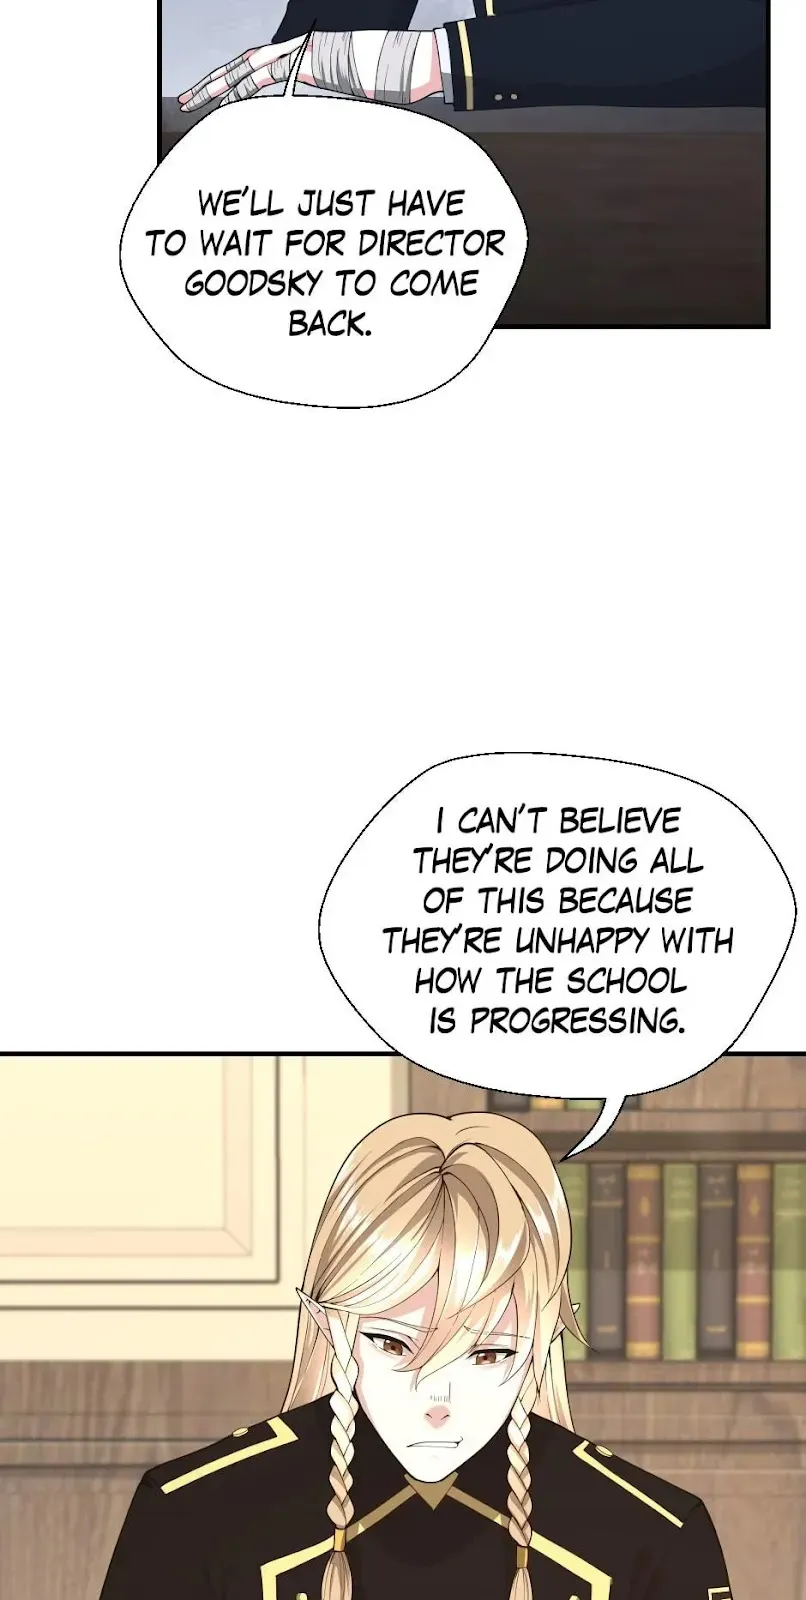 WE'LL JUST HAVE
TO WAIT FOR DIRECTOR
GOODSKY TO COME
BACK.
I CAN'T BELIEVE
THEY'RE DOING ALL
OF THIS BECAUSE
THEY'RE UNHAPPY WITH
HOW THE SCHOOL
IS PROGRESSING.